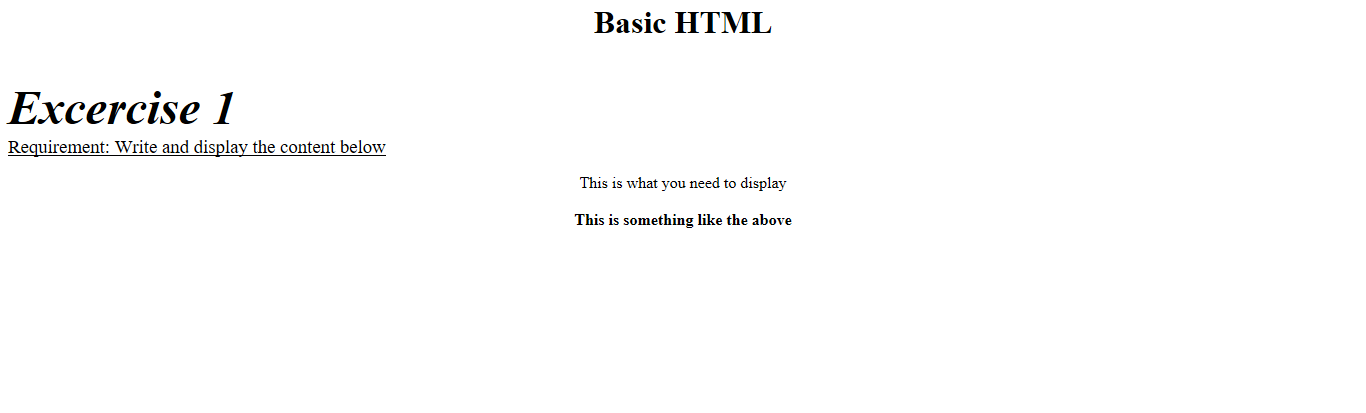 Basic HTML
Excercise 1
Requirement: Write and display the content below
This is what you need to display
This is something like the above